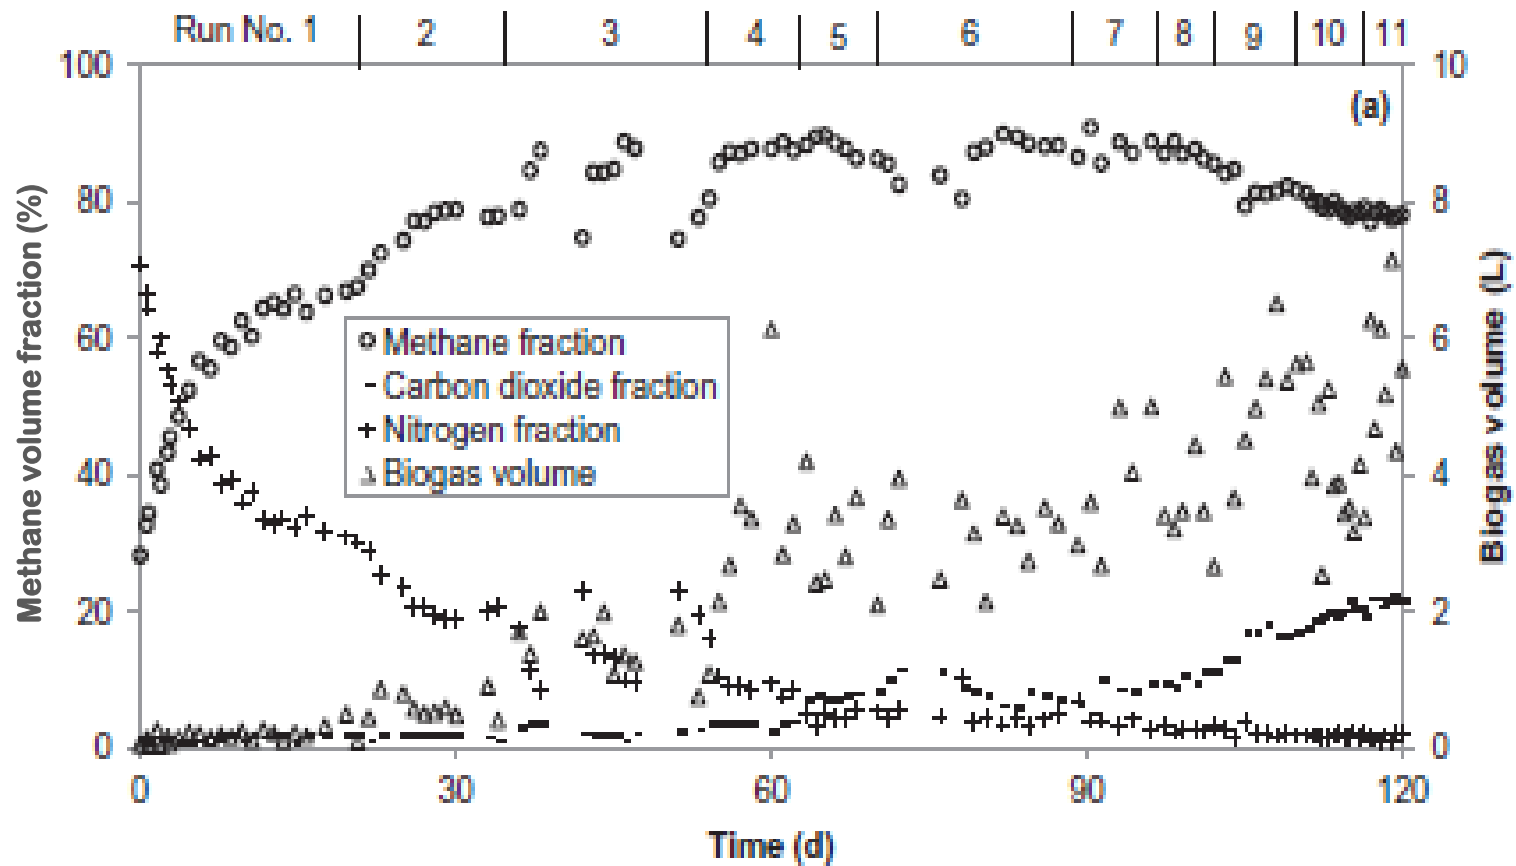 Run No. 1 2 3 4 5 6 7 8 9 10 11
100 10
(a)
80 8
60 6
40 4
20 2
0 0
Methane volume fraction (%)
Biogas volume (L)
Methane fraction
Carbon dioxide fraction
Nitrogen fraction
Biogas volume
0 30 60 90 120
Time (d)